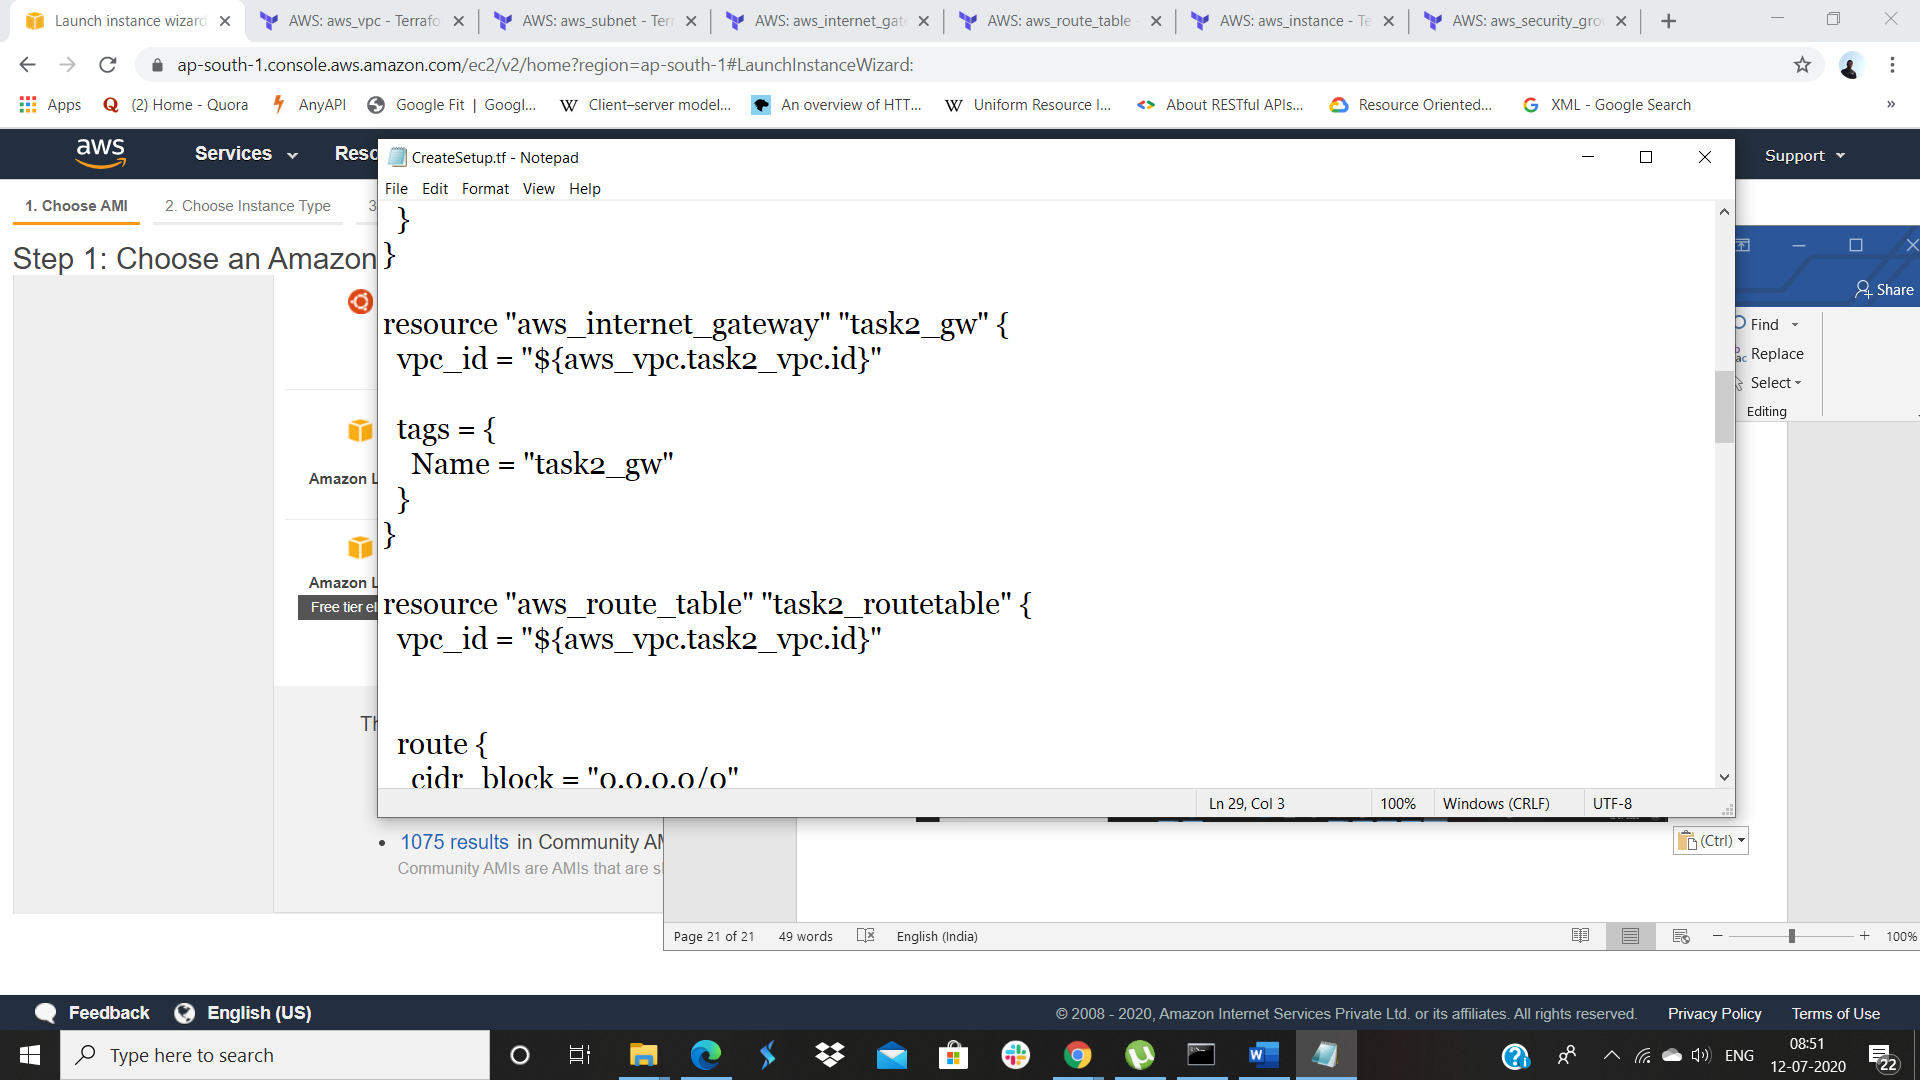 Launch instance wizard
AWS: aws_vpc - Terrafo
AWS: aws_subnet - Terr
AWS: aws_internet_gat
AWS: aws_route_table -
AWS: aws_instance - Te
AWS: aws_security_gro
ap-south-1.console.aws.amazon.com/ec2/v2/home?region=ap-south-1#LaunchInstanceWizard:
Apps
(2) Home - Quora
AnyAPI
Google Fit | Googl...
Client–server model...
An overview of HTT...
Uniform Resource I...
About RESTful APIs...
Resource Oriented...
XML - Google Search
»
aws
Services
Reso
Support
CreateSetup.tf - Notepad
File Edit Format View Help
1. Choose AMI
2. Choose Instance Type
3
Step 1: Choose an Amazon
}
}
resource "aws_internet_gateway" "task2_gw" {
vpc_id = "${aws_vpc.task2_vpc.id}"
tags = {
Name = "task2_gw"
}
}
resource "aws_route_table" "task2_routetable" {
vpc_id = "${aws_vpc.task2_vpc.id}"
route {
cidr_block = "0.0.0.0/0"
Ln 29, Col 3
100%
Windows (CRLF)
UTF-8
Share
Find
Replace
Select
Editing
Amazon L
Amazon L
Free tier el
Th
1075 results in Community AM
Community AMIs are AMIs that are s
(Ctrl)
Page 21 of 21
49 words
English (India)
100%
Feedback
English (US)
© 2008 - 2020, Amazon Internet Services Private Ltd. or its affiliates. All rights reserved.
Privacy Policy
Terms of Use
Type here to search
ENG
08:51
12-07-2020
22